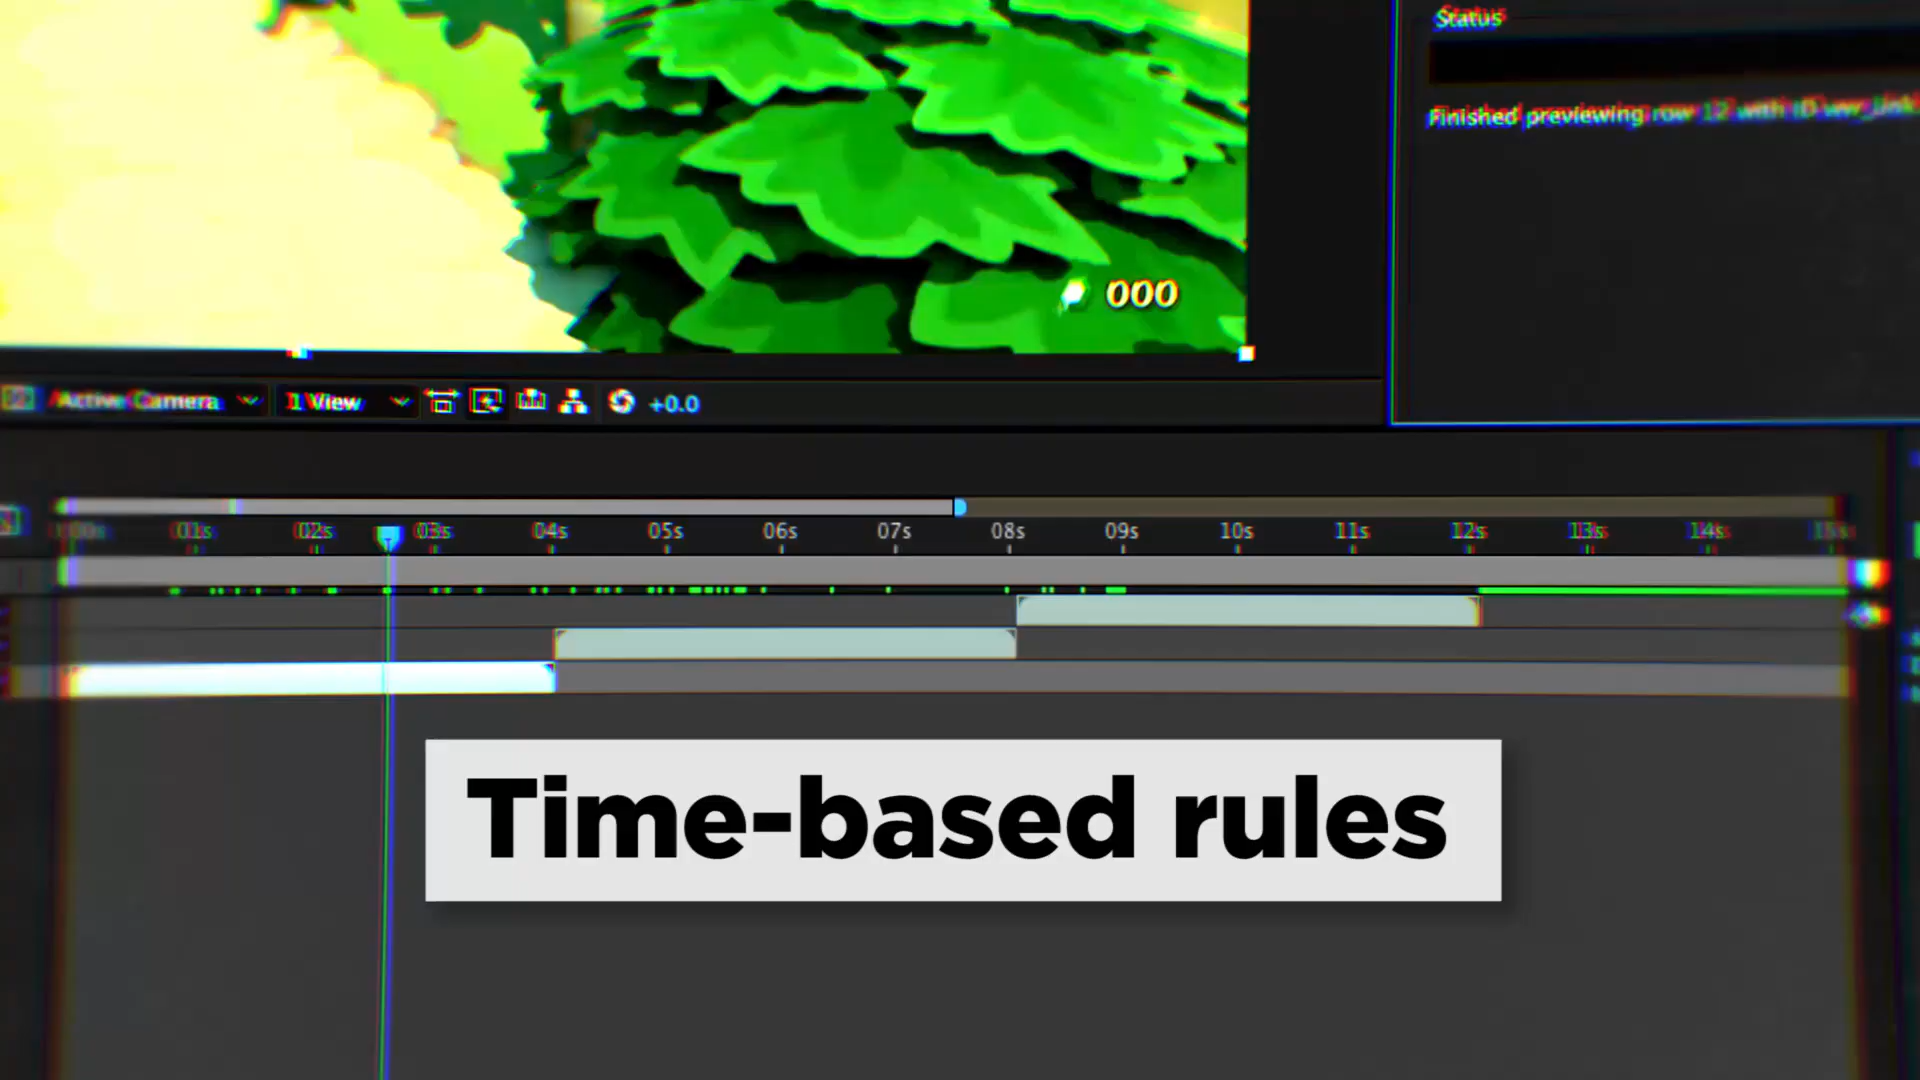 Status
Finished previewing row 12 with ID
000
Active Camera
1 View
+0.0
01s 02s 03s 04s 05s 06s 07s 08s 09s 10s 11s 12s 13s 14s 15s
Time-based rules